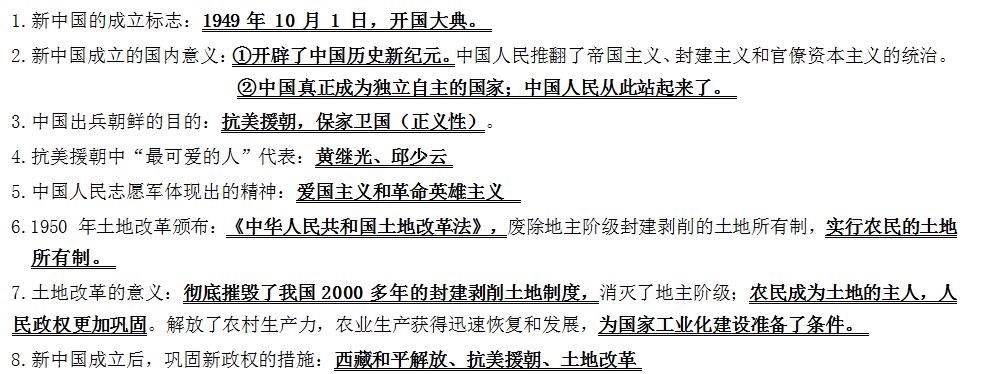 1.新中国的成立标志：1949 年 10 月 1 日，开国大典。
2.新中国成立的国内意义：①开辟了中国历史新纪元。中国人民推翻了帝国主义、封建主义和官僚资本主义的统治。
②中国真正成为独立自主的国家；中国人民从此站起来了。
3.中国出兵朝鲜的目的：抗美援朝，保家卫国（正义性）。
4.抗美援朝中“最可爱的人”代表：黄继光、邱少云
5.中国人民志愿军体现出的精神：爱国主义和革命英雄主义
6.1950 年土地改革颁布：《中华人民共和国土地改革法》，废除地主阶级封建剥削的土地所有制，实行农民的土地
所有制。
7.土地改革的意义：彻底摧毁了我国 2000 多年的封建剥削土地制度，消灭了地主阶级；农民成为土地的主人，人
民政权更加巩固。解放了农村生产力，农业生产获得迅速恢复和发展，为国家工业化建设准备了条件。
8.新中国成立后，巩固新政权的措施：西藏和平解放、抗美援朝、土地改革